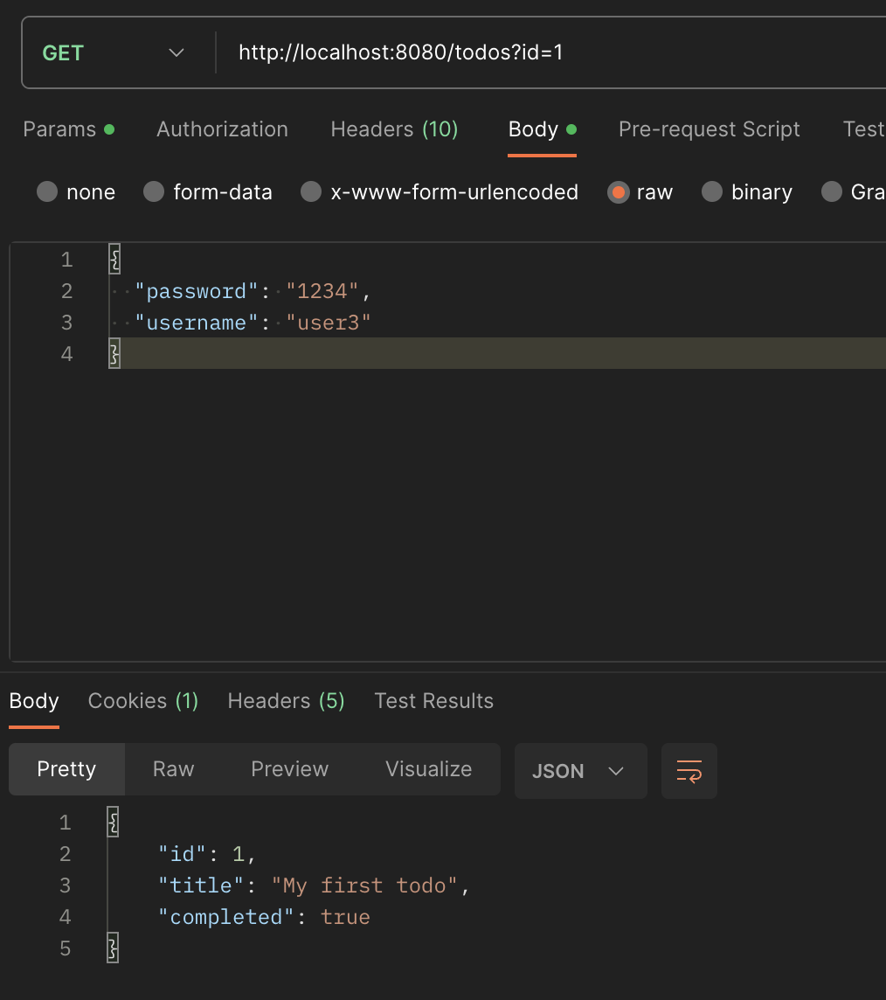 GET http://localhost:8080/todos?id=1
Params Authorization Headers (10) Body Pre-request Script Test
none form-data x-www-form-urlencoded raw binary Gra
1 {
2 "password": "1234",
3 "username": "user3"
4 }
Body Cookies (1) Headers (5) Test Results
Pretty Raw Preview Visualize JSON
1 {
2 "id": 1,
3 "title": "My first todo",
4 "completed": true
5 }